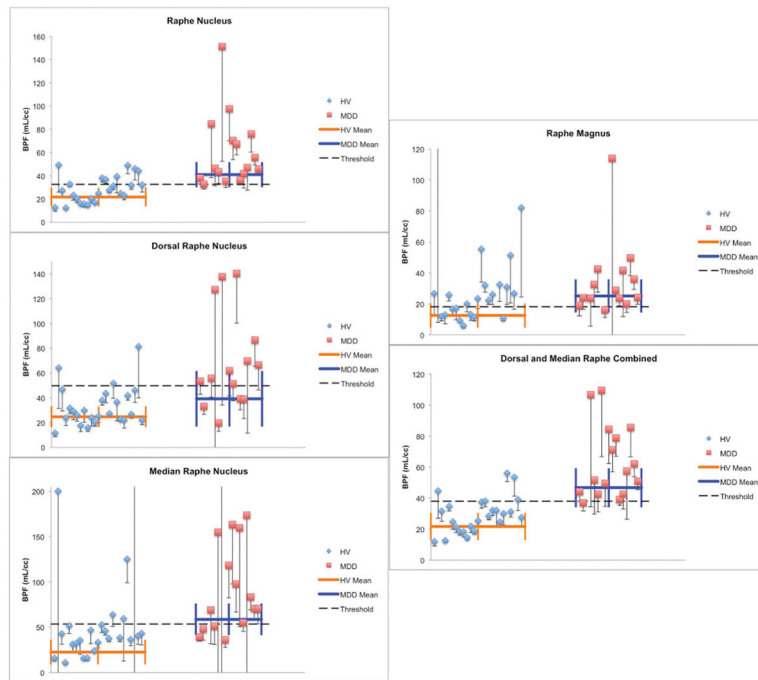 Raphe Nucleus
BPF (mL/cc)
160
140
120
100
80
60
40
20
0
HV
MDD
HV Mean
MDD Mean
Threshold
Dorsal Raphe Nucleus
BPF (mL/cc)
140
120
100
80
60
40
20
0
HV
MDD
HV Mean
MDD Mean
Threshold
Median Raphe Nucleus
BPF (mL/cc)
200
150
100
50
0
HV
MDD
HV Mean
MDD Mean
Threshold
Raphe Magnus
BPF (mL/cc)
120
100
80
60
40
20
0
HV
MDD
HV Mean
MDD Mean
Threshold
Dorsal and Median Raphe Combined
BPF (mL/cc)
120
100
80
60
40
20
0
HV
MDD
HV Mean
MDD Mean
Threshold